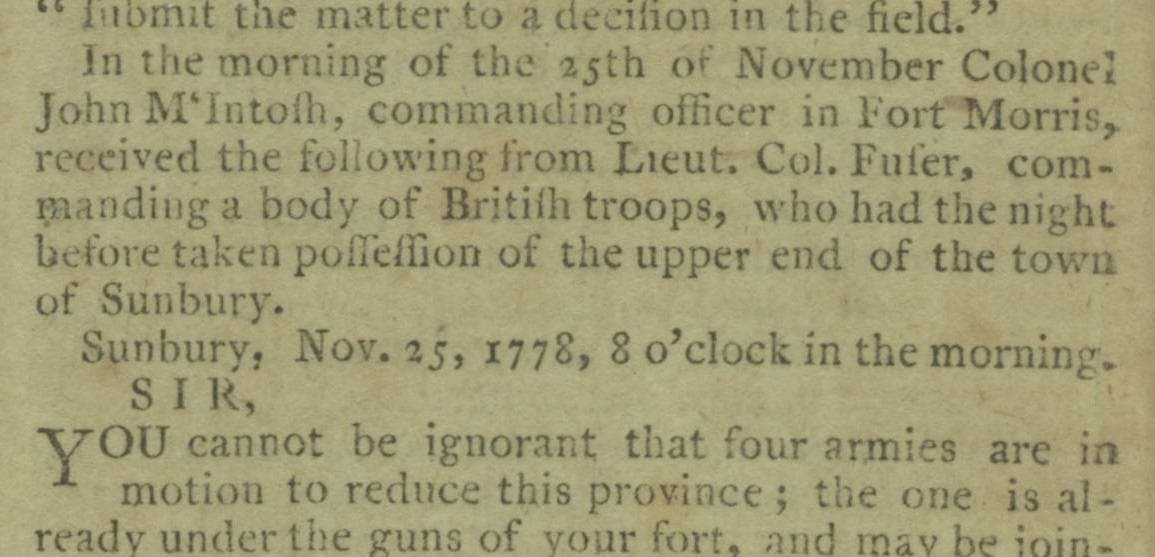 “ ſubmit the matter to a deciſion in the field.”
In the morning of the 25th of November Colonel
John M‘Intoſh, commanding officer in Fort Morris,
received the following from Lieut. Col. Fuſer, com-
manding a body of Britiſh troops, who had the night
before taken poſſeſſion of the upper end of the town
of Sunbury.
Sunbury, Nov. 25, 1778, 8 o’clock in the morning.
S I R,
YOU cannot be ignorant that four armies are in
motion to reduce this province; the one is al-
ready under the guns of your fort, and may be join-